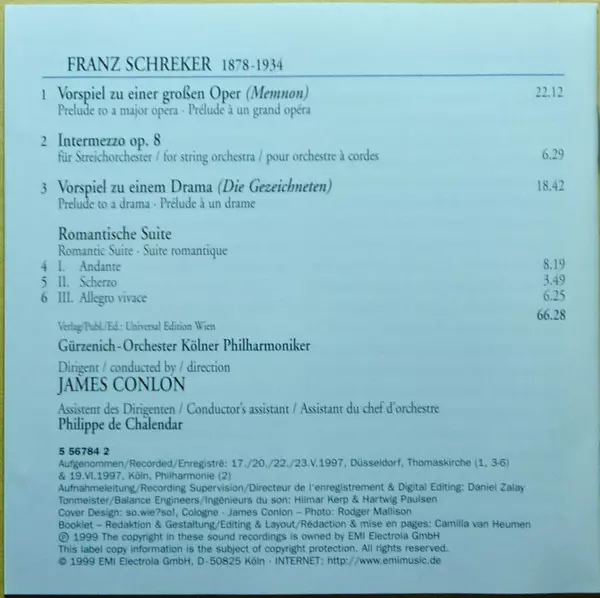 FRANZ SCHREKER 1878-1934
1 Vorspiel zu einer großen Oper (Memnon) 22.12
Prelude to a major opera · Prélude à un grand opéra
2 Intermezzo op. 8
für Streichorchester / for string orchestra / pour orchestre à cordes 6.29
3 Vorspiel zu einem Drama (Die Gezeichneten) 18.42
Prelude to a drama · Prélude à un drame
Romantische Suite
Romantic Suite · Suite romantique
4 I. Andante 8.19
5 II. Scherzo 3.49
6 III. Allegro vivace 6.25
66.28
Verlag/Publ./Ed.: Universal Edition Wien
Gürzenich-Orchester Kölner Philharmoniker
Dirigent / conducted by / direction
JAMES CONLON
Assistent des Dirigenten / Conductor's assistant / Assistant du chef d'orchestre
Philippe de Chalendar
5 56784 2
Aufgenommen/Recorded/Enregistré: 17./20./22./23.V.1997, Düsseldorf, Thomaskirche (1, 3-6)
& 19.VI.1997, Köln, Philharmonie (2)
Aufnahmeleitung/Recording Supervision/Directeur de l'enregistrement & Digital Editing: Daniel Zalay
Tonmeister/Balance Engineers/Ingénieurs du son: Hilmar Kerp & Hartwig Paulsen
Cover Design: so.wie?so!, Cologne · James Conlon – Photo: Rodger Mallison
Booklet – Redaktion & Gestaltung/Editing & Layout/Rédaction & mise en pages: Camilla van Heumen
℗ 1999 The copyright in these sound recordings is owned by EMI Electrola GmbH
This label copy information is the subject of copyright protection. All rights reserved.
© 1999 EMI Electrola GmbH, D-50825 Köln · INTERNET: http://www.emimusic.de